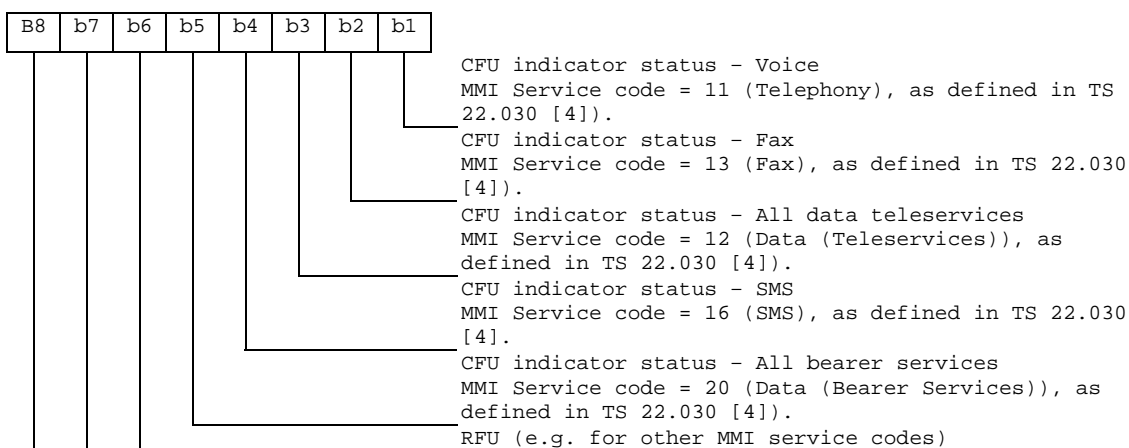 B8 b7 b6 b5 b4 b3 b2 b1
CFU indicator status – Voice
MMI Service code = 11 (Telephony), as defined in TS
22.030 [4]).
CFU indicator status – Fax
MMI Service code = 13 (Fax), as defined in TS 22.030
[4]).
CFU indicator status – All data teleservices
MMI Service code = 12 (Data (Teleservices)), as
defined in TS 22.030 [4]).
CFU indicator status – SMS
MMI Service code = 16 (SMS), as defined in TS 22.030
[4].
CFU indicator status – All bearer services
MMI Service code = 20 (Data (Bearer Services)), as
defined in TS 22.030 [4]).
RFU (e.g. for other MMI service codes)